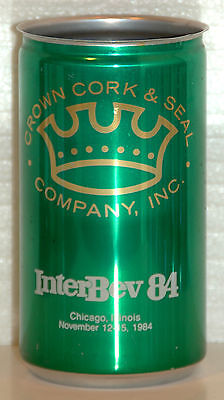 CROWN CORK & SEAL
COMPANY, INC.
InterBev 84
Chicago, Illinois
November 12-15, 1984